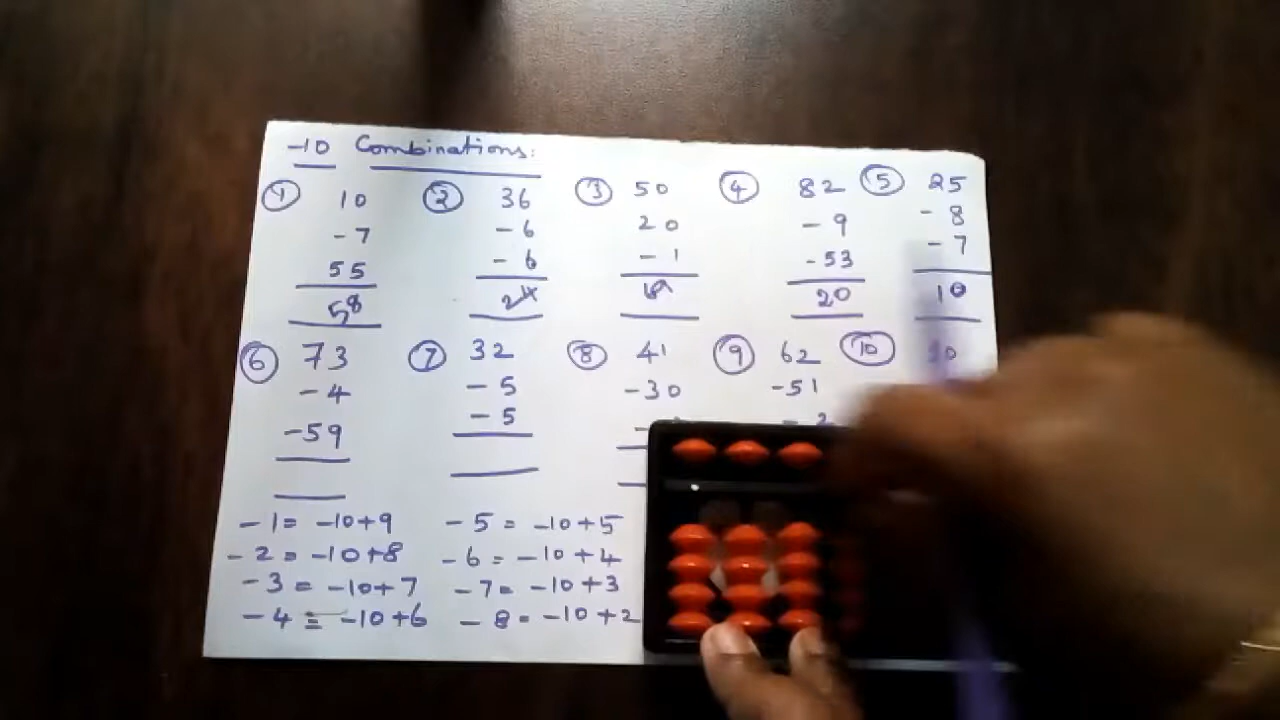 -10 Combinations:
① 10 ② 36 ③ 50 ④ 82 ⑤ 25
-7 -6 20 -9 -8
55 -6 -1 -53 -7
58 24 20 10
⑥ 73 ⑦ 32 ⑧ 41 ⑨ 62 ⑩
-4 -5 -30 -51
-59 -5 - 2
-1= -10+9 -5= -10+5
-2= -10+8 -6= -10+4
-3= -10+7 -7= -10+3
-4= -10+6 -8= -10+2